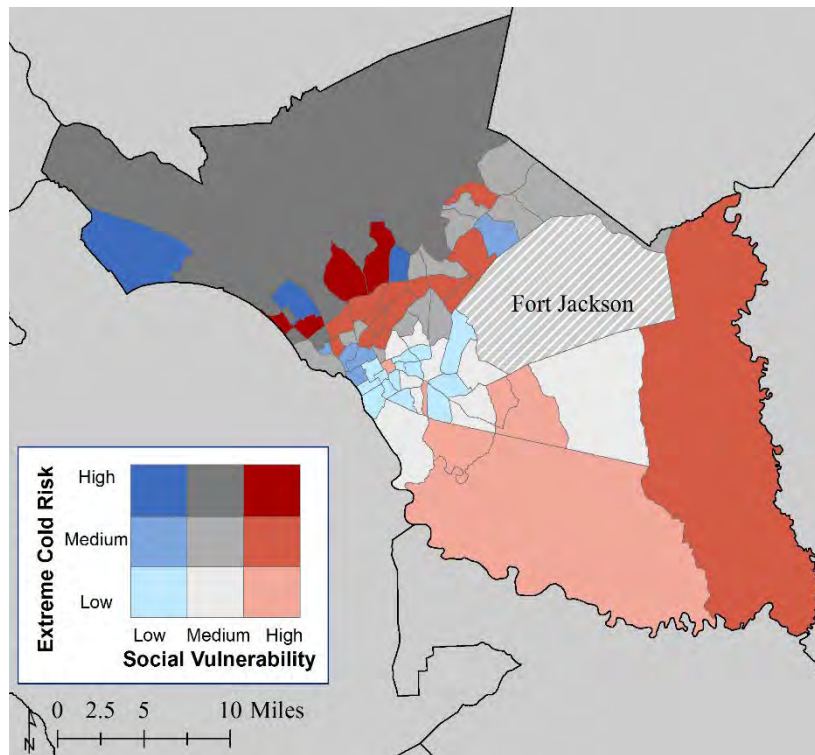 Fort Jackson
Extreme Cold Risk
High
Medium
Low
Low Medium High
Social Vulnerability
0 2.5 5 10 Miles
N